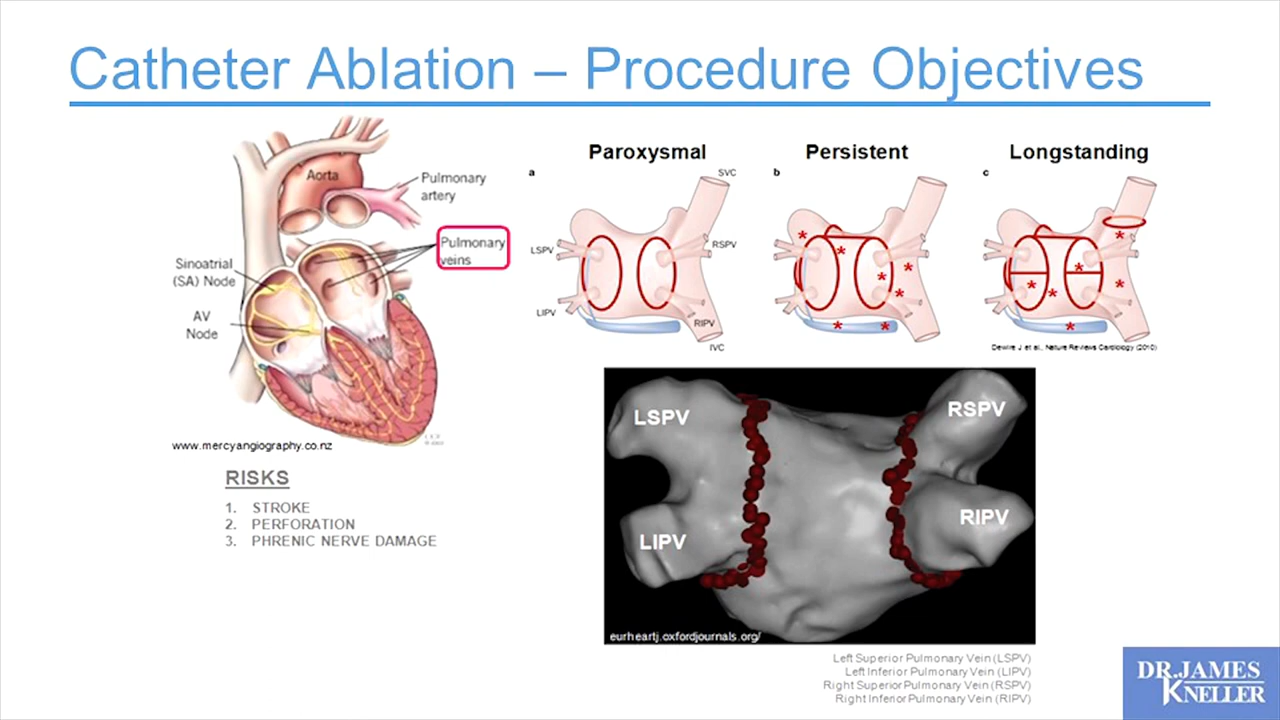 Catheter Ablation – Procedure Objectives
Aorta
Pulmonary
artery
Pulmonary
veins
Sinoatrial
(SA) Node
AV
Node
www.mercyangiography.co.nz
RISKS
1. STROKE
2. PERFORATION
3. PHRENIC NERVE DAMAGE
Paroxysmal
a
SVC
LSPV
RSPV
LIPV
RIPV
IVC
Persistent
b
Longstanding
c
Dewire J. et al., Nature Reviews Cardiology (2010)
LSPV
RSPV
LIPV
RIPV
eurheartj.oxfordjournals.org/
Left Superior Pulmonary Vein (LSPV)
Left Inferior Pulmonary Vein (LIPV)
Right Superior Pulmonary Vein (RSPV)
Right Inferior Pulmonary Vein (RIPV)
DR.JAMES
KNELLER